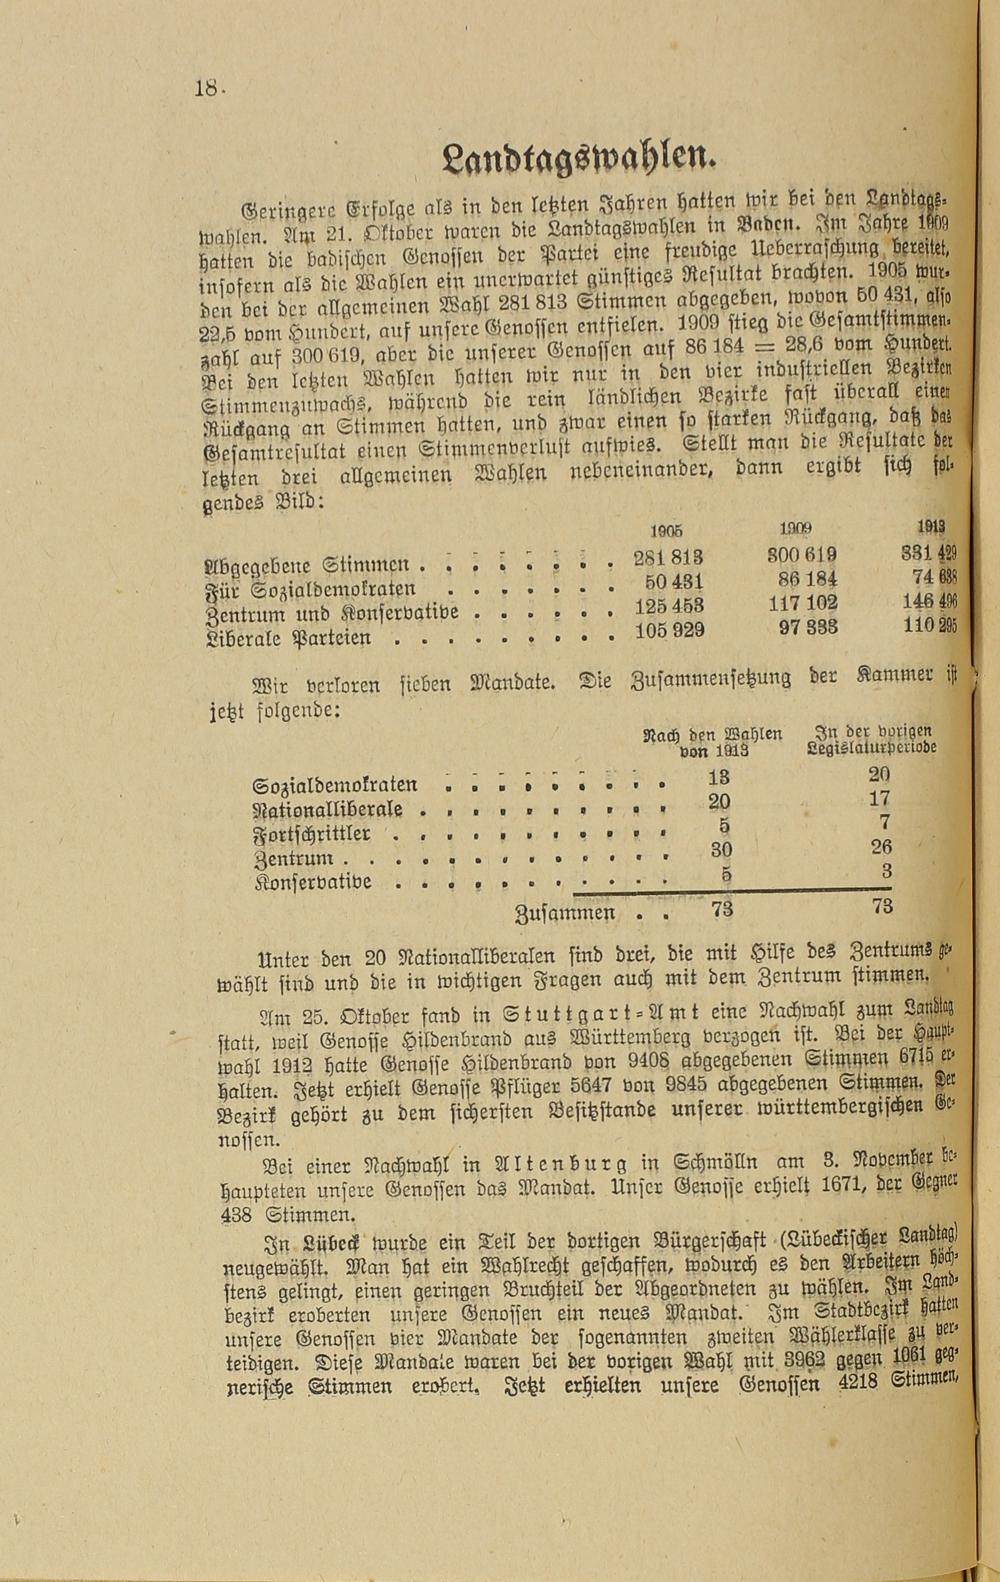 18.
Landtagswahlen.
Geringere Erfolge als in den letzten Jahren hatten wir bei den Landtags-
wahlen. Am 21. Oktober waren die Landtagswahlen in Baden. Im Jahre 1909
hatten die badischen Genossen der Partei eine freudige Ueberraschung bereitet,
insofern als die Wahlen ein unerwartet günstiges Resultat brachten. 1905 wur-
den bei der allgemeinen Wahl 281 813 Stimmen abgegeben, wovon 50 431, also
22,5 vom Hundert, auf unsere Genossen entfielen. 1909 stieg die Gesamtstimmen-
zahl auf 300 619, aber die unserer Genossen auf 86 184 = 28,6 vom Hundert.
Bei den letzten Wahlen hatten wir nur in den vier industriellen Bezirken
Stimmenzuwachs, während die rein ländlichen Bezirke fast überall einen
Rückgang an Stimmen hatten, und zwar einen so starken Rückgang, daß das
Gesamtresultat einen Stimmenverlust aufwies. Stellt man die Resultate der
letzten drei allgemeinen Wahlen nebeneinander, dann ergibt sich fol-
gendes Bild:
1905 1909 1913
Abgegebene Stimmen . . . . . . . . 281 813 300 619 331 429
Für Sozialdemokraten . . . . . . . 50 431 86 184 74 638
Zentrum und Konservative . . . . . . 125 453 117 102 146 496
Liberale Parteien . . . . . . . . . 105 929 97 333 110 295
Wir verloren sieben Mandate. Die Zusammensetzung der Kammer ist
jetzt folgende:
Nach den Wahlen In der vorigen
von 1913 Legislaturperiode
Sozialdemokraten . . . . . . . . . 13 20
Nationalliberale . . . . . . . . . . 20 17
Fortschrittler . . . . . . . . . . . 5 7
Zentrum . . . . . . . . . . . . . 30 26
Konservative . . . . . . . . . . . 5 3
Zusammen . . 73 73
Unter den 20 Nationalliberalen sind drei, die mit Hilfe des Zentrums ge-
wählt sind und die in wichtigen Fragen auch mit dem Zentrum stimmen.
Am 25. Oktober fand in Stuttgart-Amt eine Nachwahl zum Landtag
statt, weil Genosse Hildenbrand aus Württemberg verzogen ist. Bei der Haupt-
wahl 1912 hatte Genosse Hildenbrand von 9408 abgegebenen Stimmen 6715 er-
halten. Jetzt erhielt Genosse Pflüger 5647 von 9845 abgegebenen Stimmen. Der
Bezirk gehört zu dem sichersten Besitzstande unserer württembergischen Ge-
nossen.
Bei einer Nachwahl in Altenburg in Schmölln am 3. November be-
haupteten unsere Genossen das Mandat. Unser Genosse erhielt 1671, der Gegner
438 Stimmen.
In Lübeck wurde ein Teil der dortigen Bürgerschaft (Lübeckischer Landtag)
neugewählt. Man hat ein Wahlrecht geschaffen, wodurch es den Arbeitern höch-
stens gelingt, einen geringen Bruchteil der Abgeordneten zu wählen. Im Land-
bezirk eroberten unsere Genossen ein neues Mandat. Im Stadtbezirk hatten
unsere Genossen vier Mandate der sogenannten zweiten Wählerklasse zu ver-
teidigen. Diese Mandate waren bei der vorigen Wahl mit 3962 gegen 1061 geg-
nerische Stimmen erobert. Jetzt erhielten unsere Genossen 4218 Stimmen,